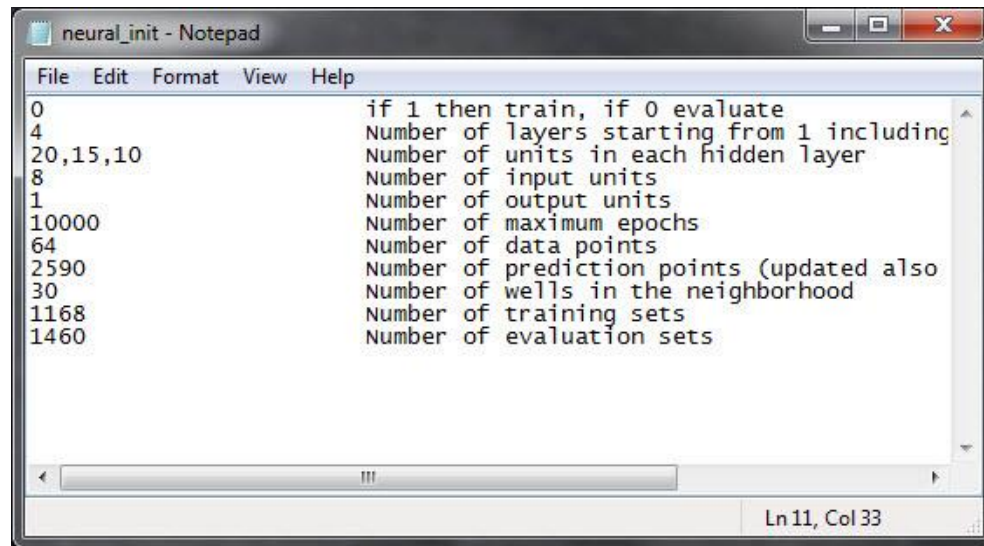 neural_init - Notepad
File Edit Format View Help
0 if 1 then train, if 0 evaluate
4 Number of layers starting from 1 including
20,15,10 Number of units in each hidden layer
8 Number of input units
1 Number of output units
10000 Number of maximum epochs
64 Number of data points
2590 Number of prediction points (updated also
30 Number of wells in the neighborhood
1168 Number of training sets
1460 Number of evaluation sets
Ln 11, Col 33